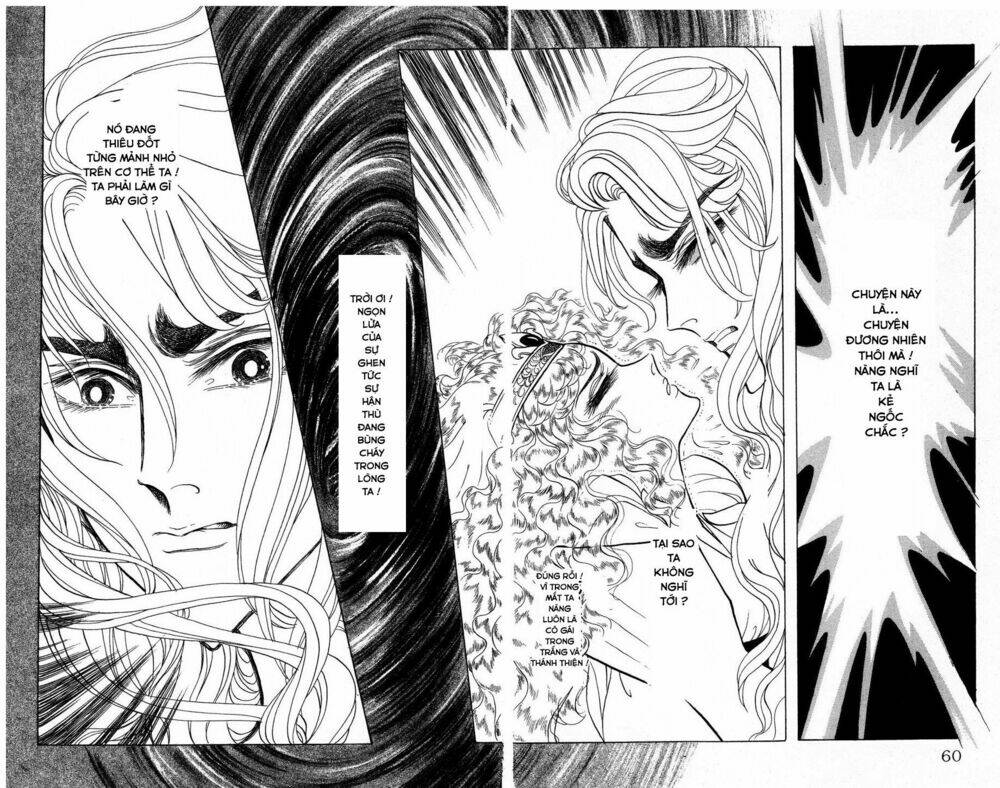 CHUYỆN NÀY
LÀ...
CHUYỆN
ĐƯƠNG NHIÊN
THÔI MÀ !
NÀNG NGHĨ
TA LÀ
KẺ
NGỐC
CHẮC ?
TẠI SAO
TA
KHÔNG
NGHĨ
TỚI ?
ĐÚNG RỒI !
VÌ TRONG
MẮT TA
NÀNG
LUÔN LÀ
CÔ GÁI
TRONG
TRẮNG VÀ
THÁNH THIỆN !
TRỜI ƠI !
NGỌN
LỬA
CỦA
SỰ
GHEN
TỨC
SỰ
HẬN
THÙ
ĐANG
BÙNG
CHÁY
TRONG
LÒNG
TA !
NÓ ĐANG
THIÊU ĐỐT
TỪNG MẢNH NHỎ
TRÊN CƠ THỂ TA !
TA PHẢI LÀM GÌ
BÂY GIỜ ?
60